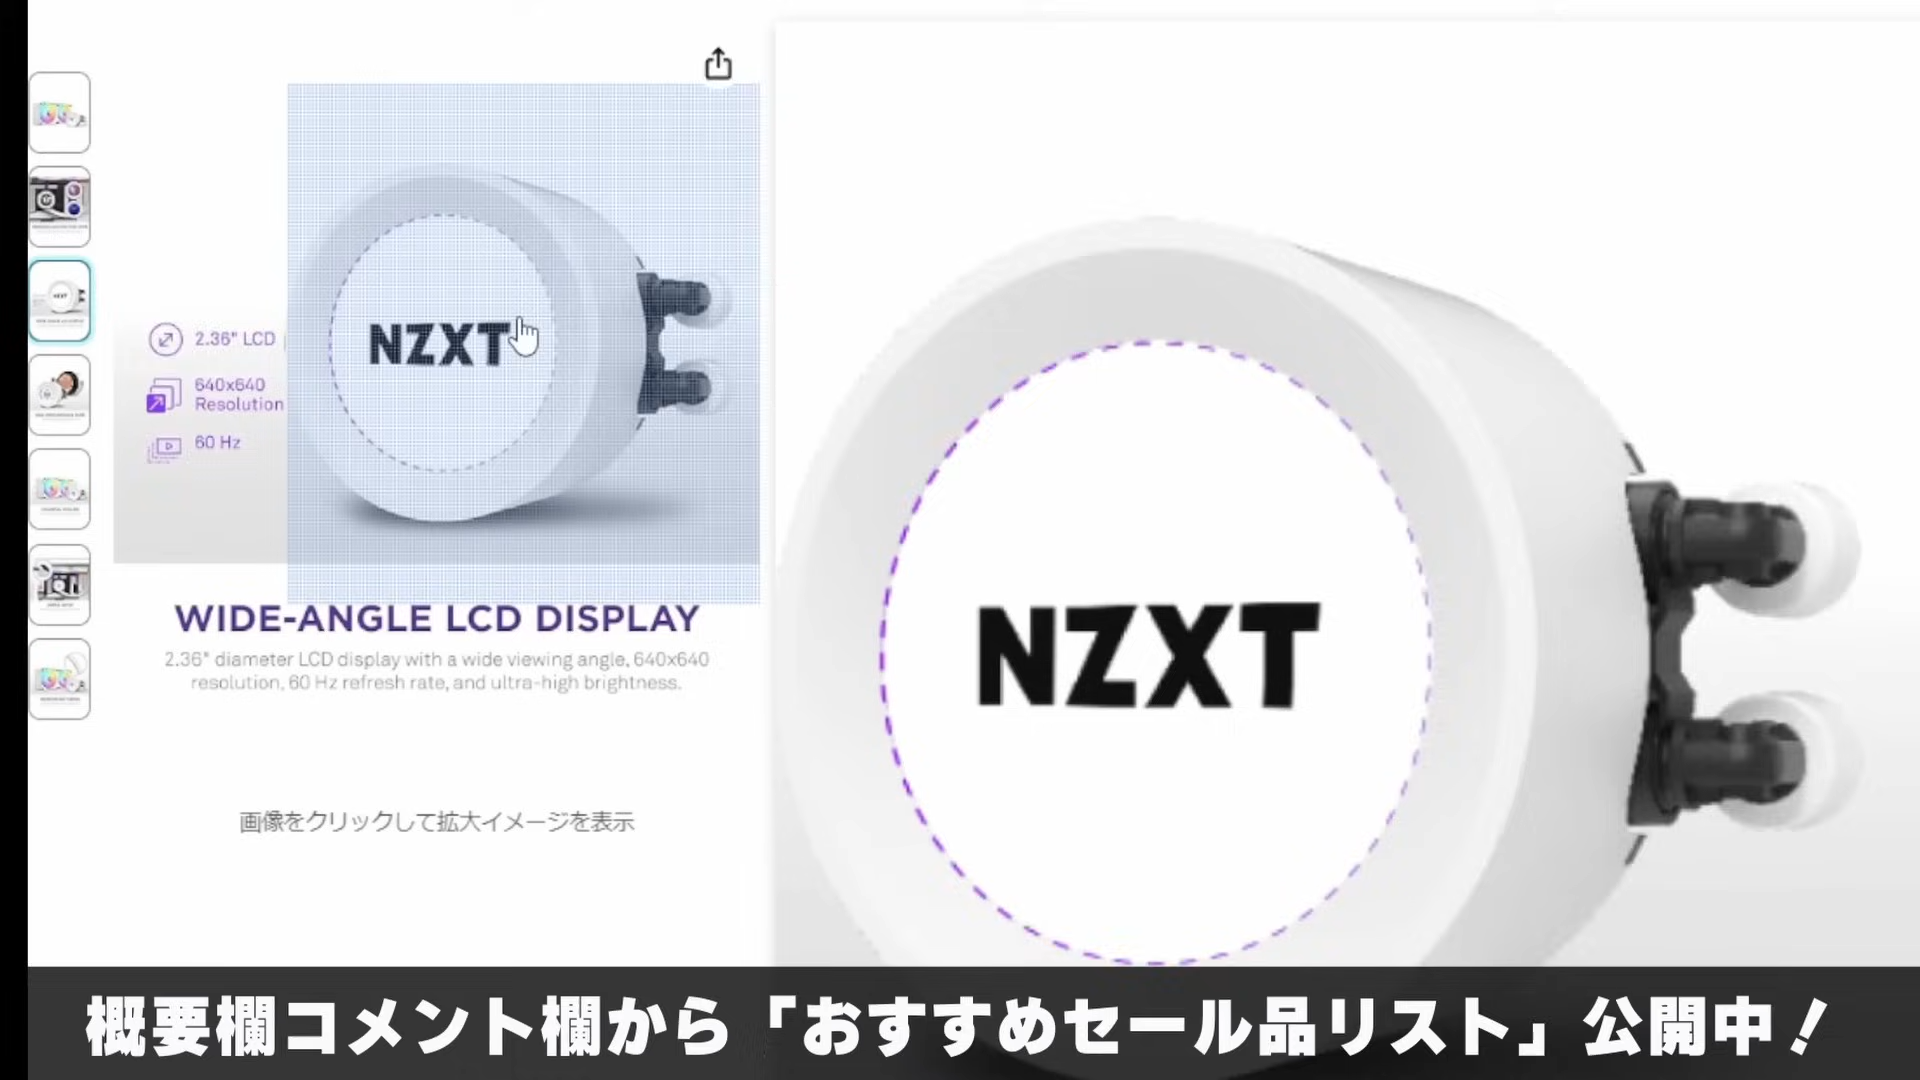 2.36" LCD
640x640
Resolution
60 Hz
NZXT
WIDE-ANGLE LCD DISPLAY
2.36" diameter LCD display with a wide viewing angle, 640x640
resolution, 60 Hz refresh rate, and ultra-high brightness.
画像をクリックして拡大イメージを表示
NZXT
概要欄コメント欄から「おすすめセール品リスト」公開中！